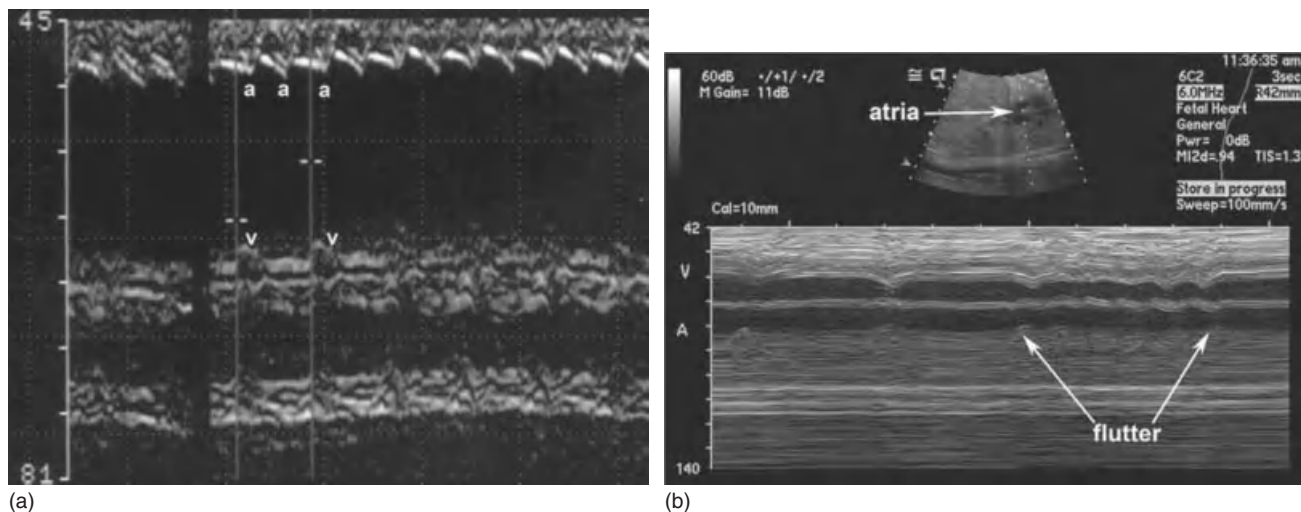 45
a a a
v v
81
(a)
60dB •/+1/ +/2
M Gain= 11dB
atria
11:36:35 am
6C2 3sec
6.0MHz R42mm
Fetal Heart
General
Pwr= 0dB
MI2d=.94 TIS=1.3
Store in progress
Sweep=100mm/s
Cal=10mm
42
V
A
flutter
140
(b)